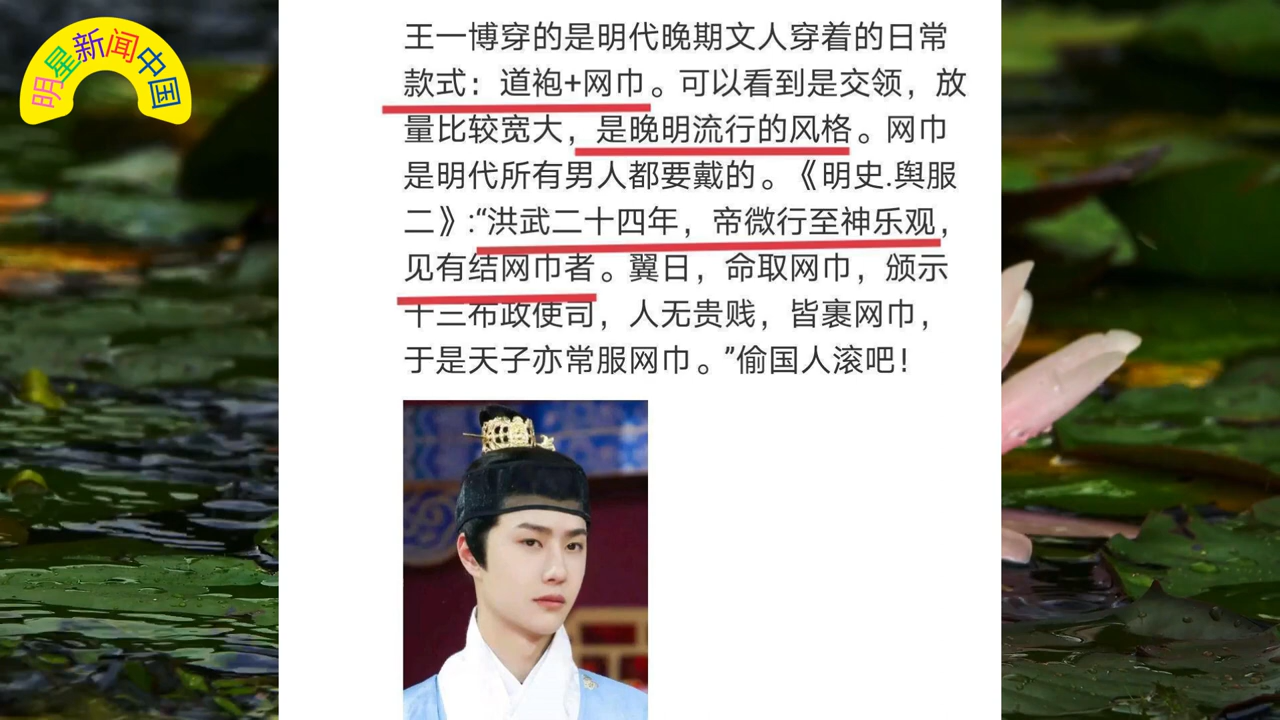 明星新闻中国
王一博穿的是明代晚期文人穿着的日常
款式：道袍+网巾。可以看到是交领，放
量比较宽大，是晚明流行的风格。网巾
是明代所有男人都要戴的。《明史.舆服
二》:“洪武二十四年，帝微行至神乐观，
见有结网巾者。翼日，命取网巾，颁示
十三布政使司，人无贵贱，皆裹网巾，
于是天子亦常服网巾。”偷国人滚吧！